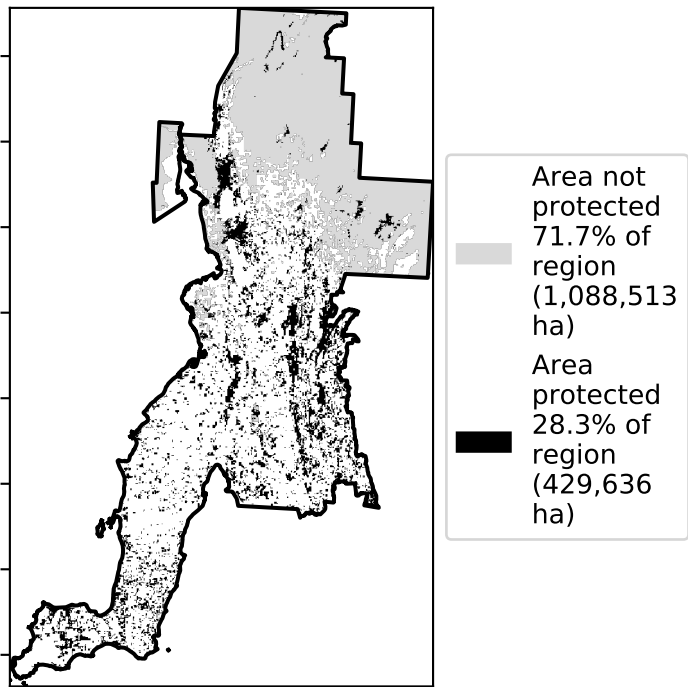 Area not
protected
71.7% of
region
(1,088,513
ha)
Area
protected
28.3% of
region
(429,636
ha)